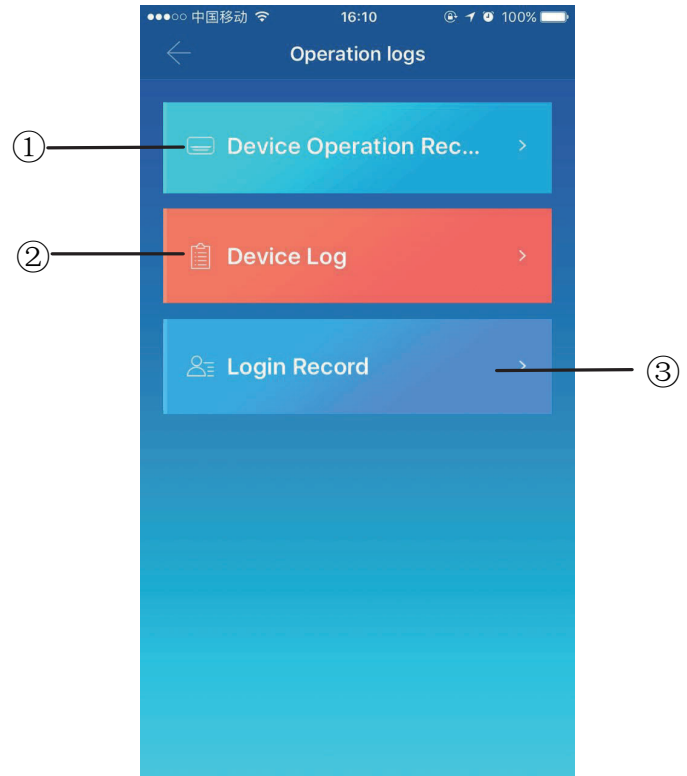 中国移动 16:10 100%
Operation logs
① Device Operation Rec...
② Device Log
Login Record ③